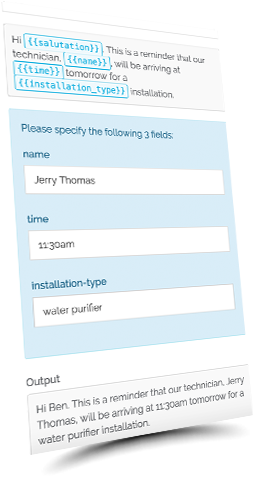 Hi {{salutation}}. This is a reminder that our
technician, {{name}}, will be arriving at
{{time}} tomorrow for a
{{installation_type}} installation.
Please specify the following 3 fields:
name
Jerry Thomas
time
11:30am
installation-type
water purifier
Output
Hi Ben. This is a reminder that our technician, Jerry
Thomas, will be arriving at 11:30am tomorrow for a
water purifier installation.